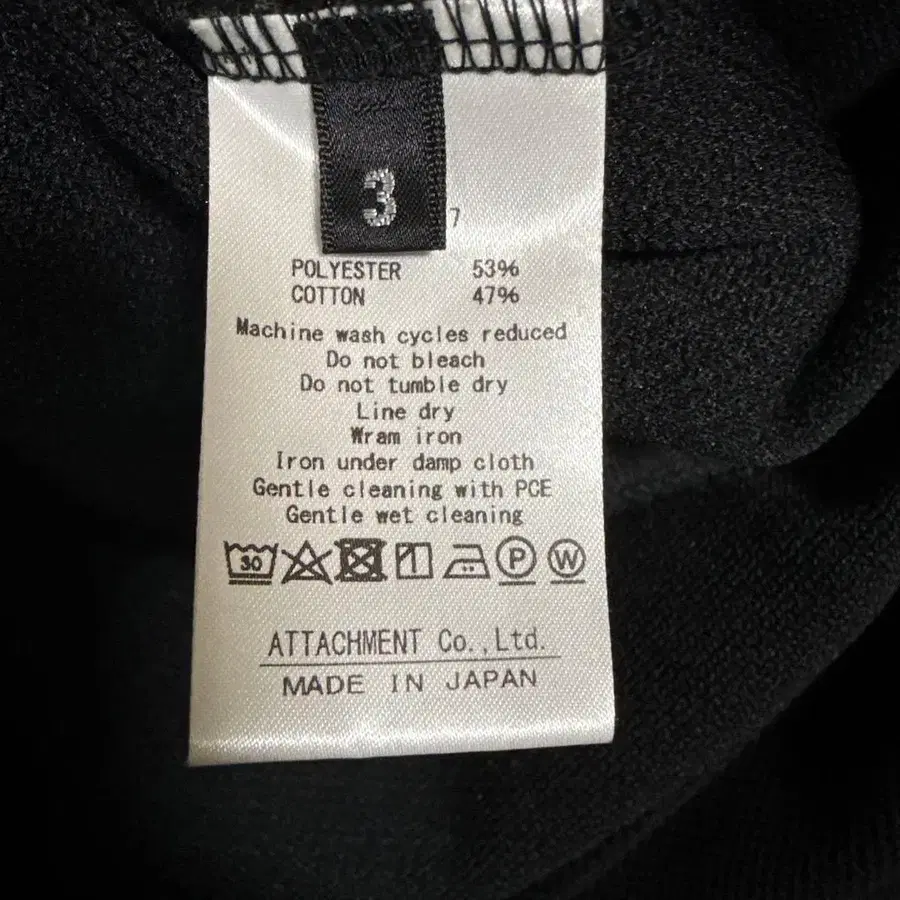 3
7
POLYESTER 53%
COTTON 47%
Machine wash cycles reduced
Do not bleach
Do not tumble dry
Line dry
Wram iron
Iron under damp cloth
Gentle cleaning with PCE
Gentle wet cleaning
30 P W
ATTACHMENT Co.,Ltd.
MADE IN JAPAN